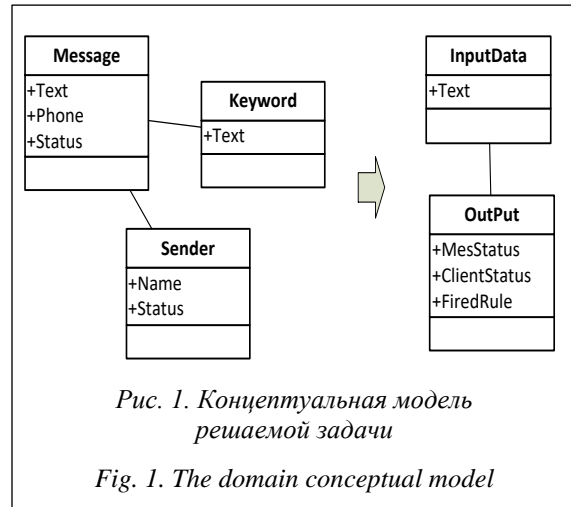 Message
+Text
+Phone
+Status
Keyword
+Text
Sender
+Name
+Status
InputData
+Text
OutPut
+MesStatus
+ClientStatus
+FiredRule
Рис. 1. Концептуальная модель
решаемой задачи
Fig. 1. The domain conceptual model